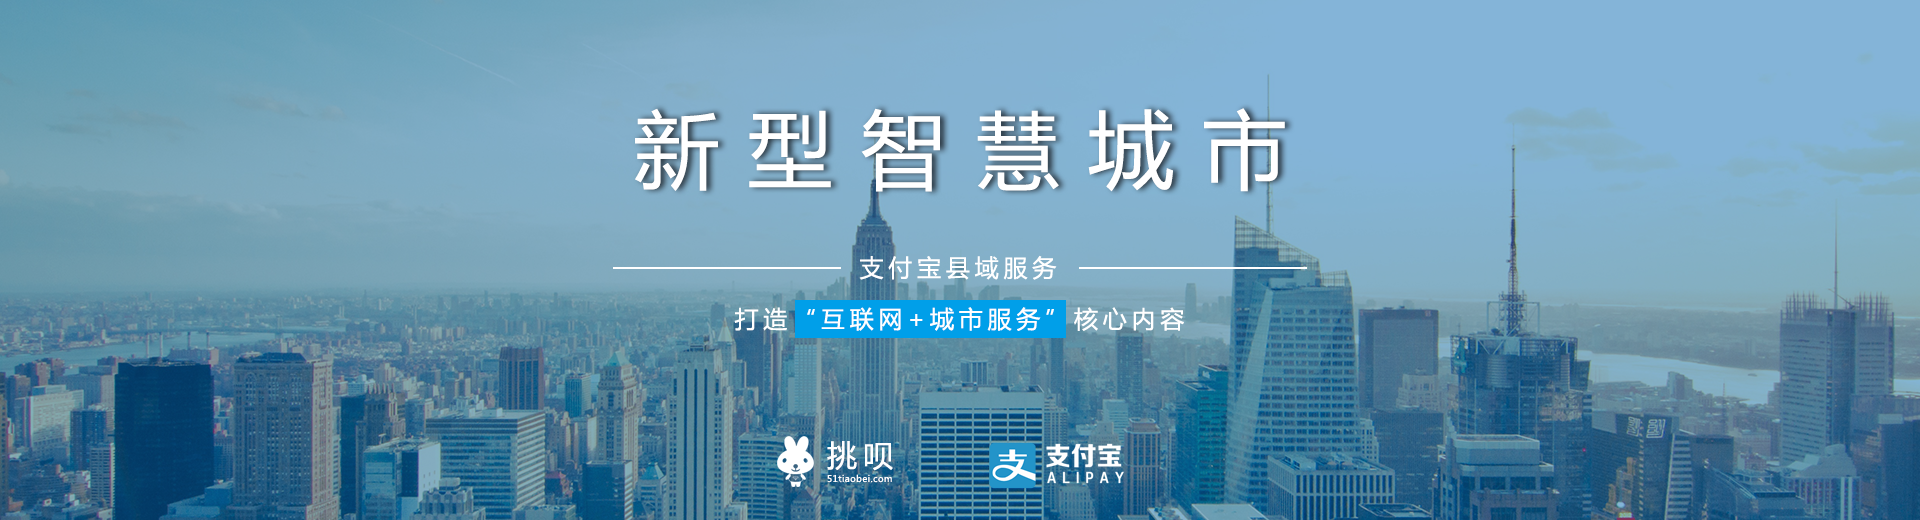 新型智慧城市
支付宝县域服务
打造“互联网+城市服务”核心内容
挑呗
51tiaobei.com
支 支付宝
ALIPAY